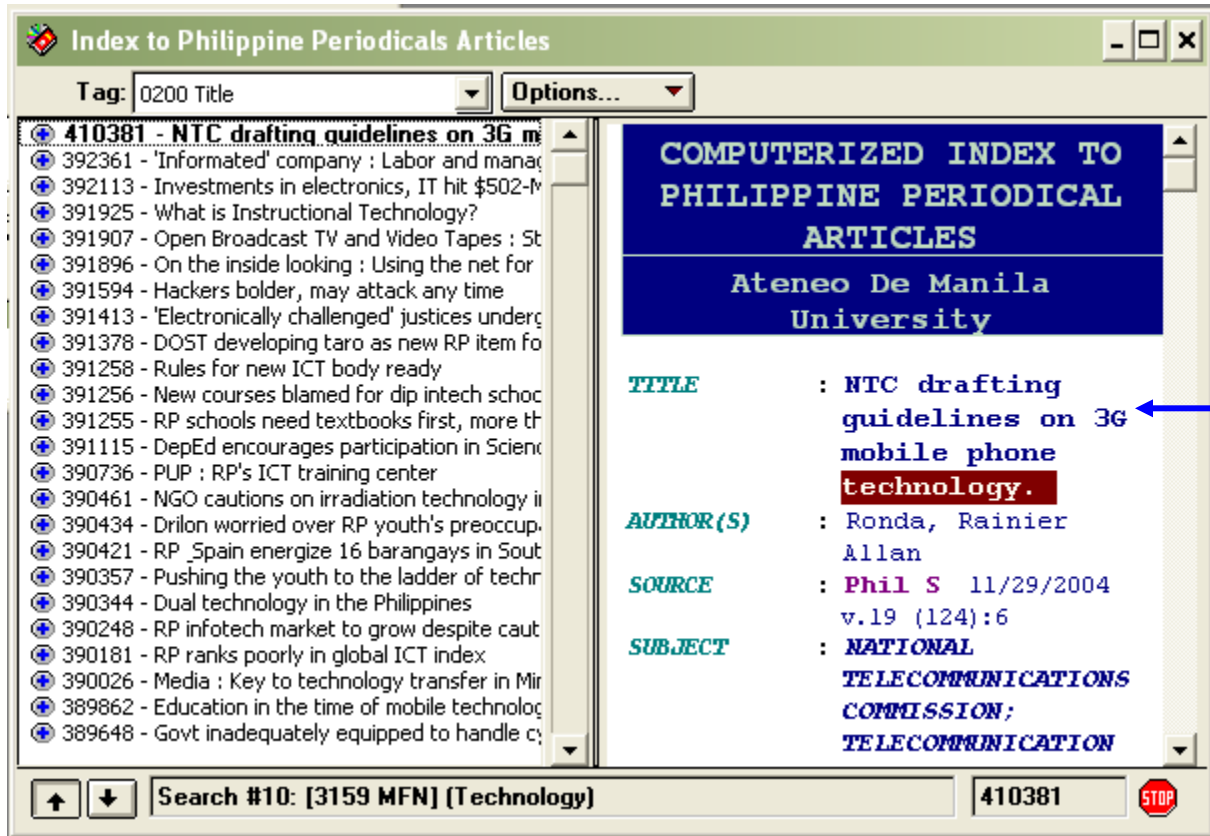 Index to Philippine Periodicals Articles
Tag: 0200 Title Options...
410381 - NTC drafting guidelines on 3G m
392361 - 'Informated' company : Labor and manag
392113 - Investments in electronics, IT hit $502-M
391925 - What is Instructional Technology?
391907 - Open Broadcast TV and Video Tapes : St
391896 - On the inside looking : Using the net for
391594 - Hackers bolder, may attack any time
391413 - 'Electronically challenged' justices underg
391378 - DOST developing taro as new RP item fo
391258 - Rules for new ICT body ready
391256 - New courses blamed for dip intech schoo
391255 - RP schools need textbooks first, more th
391115 - DepEd encourages participation in Scienc
390736 - PUP : RP's ICT training center
390461 - NGO cautions on irradiation technology i
390434 - Drilon worried over RP youth's preoccup
390421 - RP _Spain energize 16 barangays in Sout
390357 - Pushing the youth to the ladder of techn
390344 - Dual technology in the Philippines
390248 - RP infotech market to grow despite caut
390181 - RP ranks poorly in global ICT index
390026 - Media : Key to technology transfer in Mi
389862 - Education in the time of mobile technolog
389648 - Govt inadequately equipped to handle cy
COMPUTERIZED INDEX TO
PHILIPPINE PERIODICAL
ARTICLES
Ateneo De Manila
University
TITLE : NTC drafting
guidelines on 3G
mobile phone
technology.
AUTHOR(S) : Ronda, Rainier
Allan
SOURCE : Phil S 11/29/2004
v.19 (124):6
SUBJECT : NATIONAL
TELECOMMUNICATIONS
COMMISSION;
TELECOMMUNICATION
Search #10: [3159 MFN] (Technology) 410381 STOP